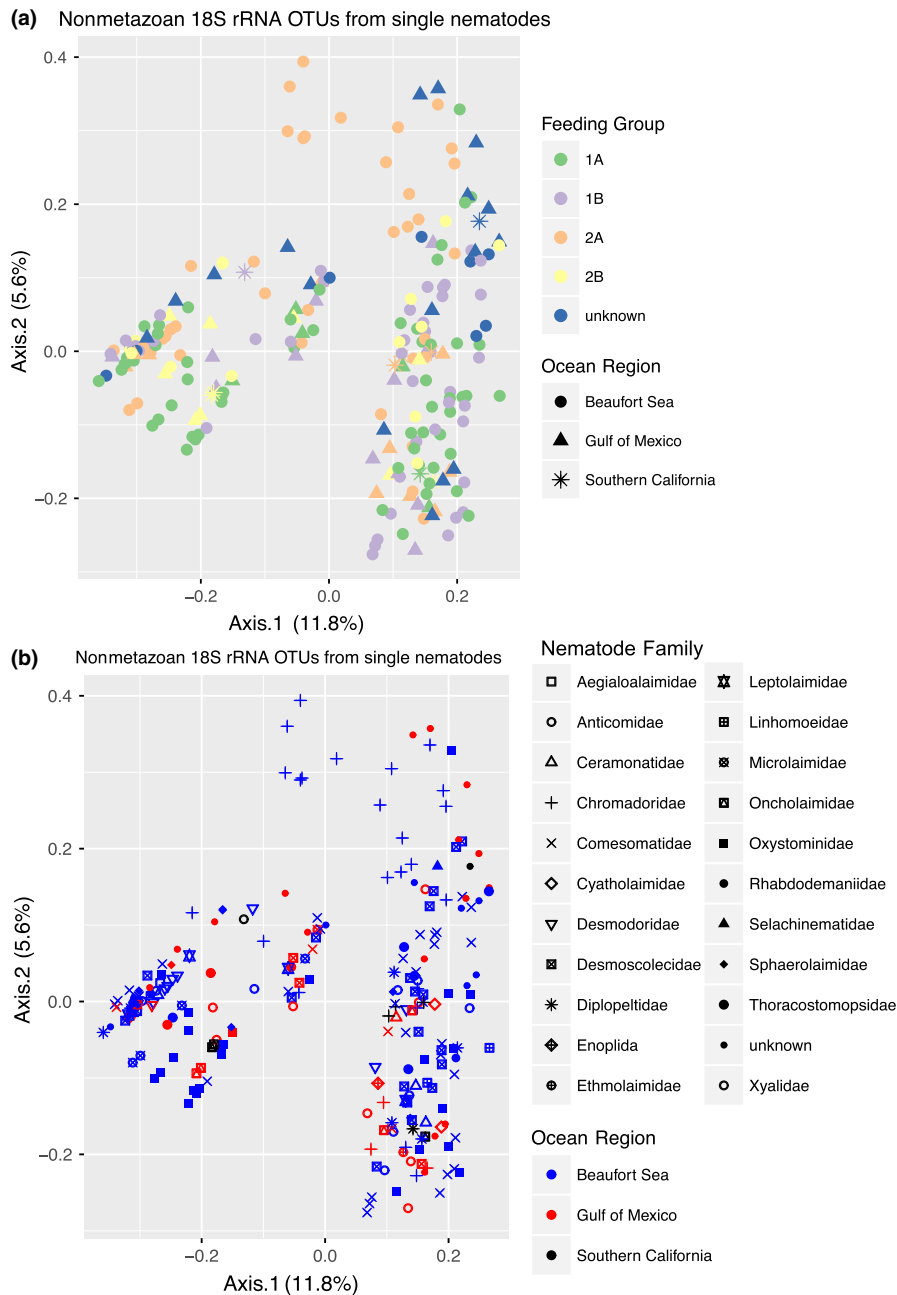 (a)
Nonmetazoan 18S rRNA OTUs from single nematodes
0.4
0.2
0.0
−0.2
Axis.2 (5.6%)
−0.2
0.0
0.2
Axis.1 (11.8%)
Feeding Group
1A
1B
2A
2B
unknown
Ocean Region
Beaufort Sea
Gulf of Mexico
Southern California
(b)
Nonmetazoan 18S rRNA OTUs from single nematodes
0.4
0.2
0.0
−0.2
Axis.2 (5.6%)
−0.2
0.0
0.2
Axis.1 (11.8%)
Nematode Family
Aegialoalaimidae
Anticomidae
Ceramonatidae
Chromadoridae
Comesomatidae
Cyatholaimidae
Desmodoridae
Desmoscolecidae
Diplopeltidae
Enoplida
Ethmolaimidae
Leptolaimidae
Linhomoeidae
Microlaimidae
Oncholaimidae
Oxystominidae
Rhabdodemaniidae
Selachinematidae
Sphaerolaimidae
Thoracostomopsidae
unknown
Xyalidae
Ocean Region
Beaufort Sea
Gulf of Mexico
Southern California